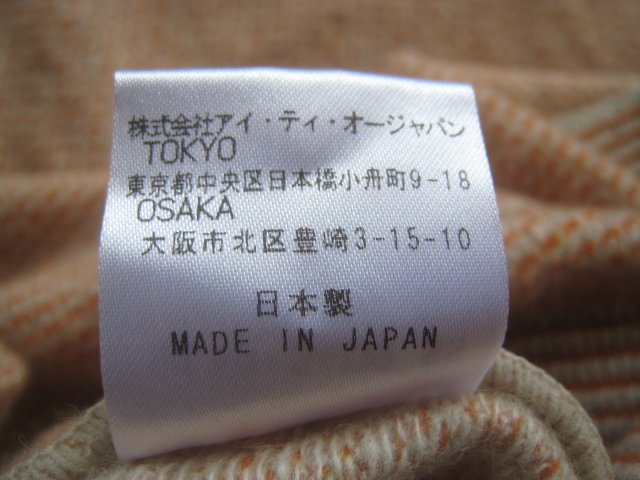 株式会社アイ・ティ・オージャパン
TOKYO
東京都中央区日本橋小舟町9-18
OSAKA
大阪市北区豊崎3-15-10
日本製
MADE IN JAPAN